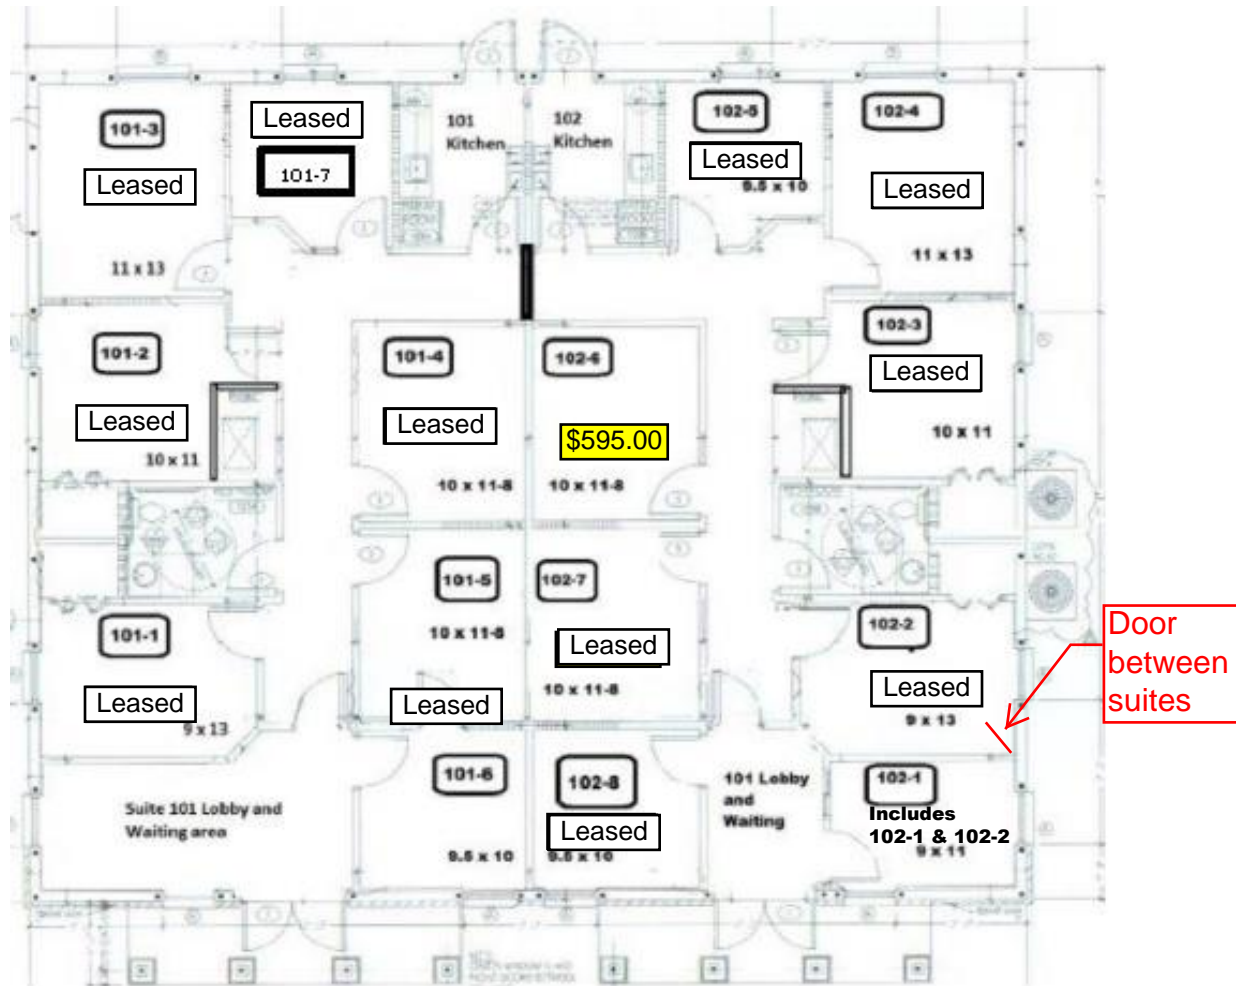 101-3
Leased
11 x 13
Leased
101-7
101
Kitchen
102
Kitchen
102-5
Leased
9.5 x 10
102-4
Leased
11 x 13
101-2
Leased
10 x 11
101-4
Leased
10 x 11-8
102-6
$595.00
10 x 11-8
102-3
Leased
10 x 11
101-1
Leased
9 x 13
101-5
10 x 11-8
Leased
102-7
Leased
10 x 11-8
102-2
Leased
9 x 13
Door
between
suites
Suite 101 Lobby and
Waiting area
101-6
9.5 x 10
102-8
Leased
9.5 x 10
101 Lobby
and
Waiting
102-1
Includes
102-1 & 102-2
9 x 11